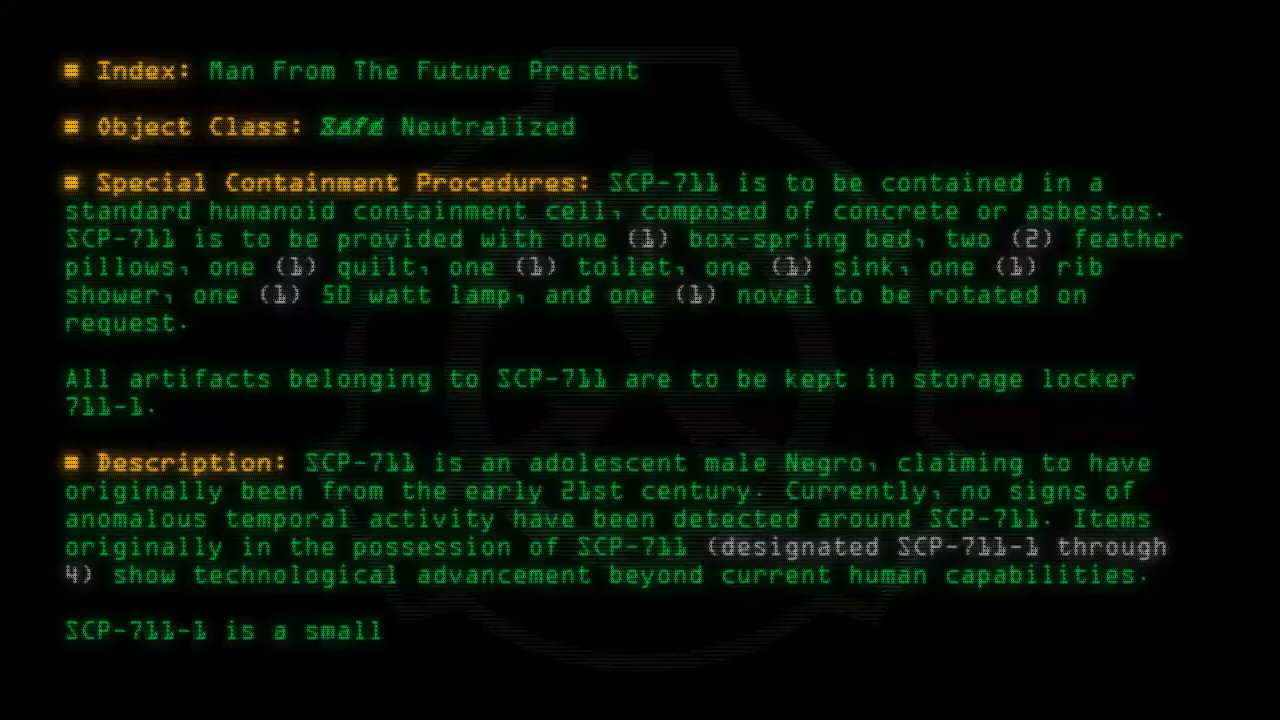 ■ Index: Man From The Future Present
■ Object Class: Safe Neutralized
■ Special Containment Procedures: SCP-711 is to be contained in a
standard humanoid containment cell, composed of concrete or asbestos.
SCP-711 is to be provided with one (1) box-spring bed, two (2) feather
pillows, one (1) quilt, one (1) toilet, one (1) sink, one (1) rib
shower, one (1) 50 watt lamp, and one (1) novel to be rotated on
request.
All artifacts belonging to SCP-711 are to be kept in storage locker
711-1.
■ Description: SCP-711 is an adolescent male Negro, claiming to have
originally been from the early 21st century. Currently, no signs of
anomalous temporal activity have been detected around SCP-711. Items
originally in the possession of SCP-711 (designated SCP-711-1 through
4) show technological advancement beyond current human capabilities.
SCP-711-1 is a small